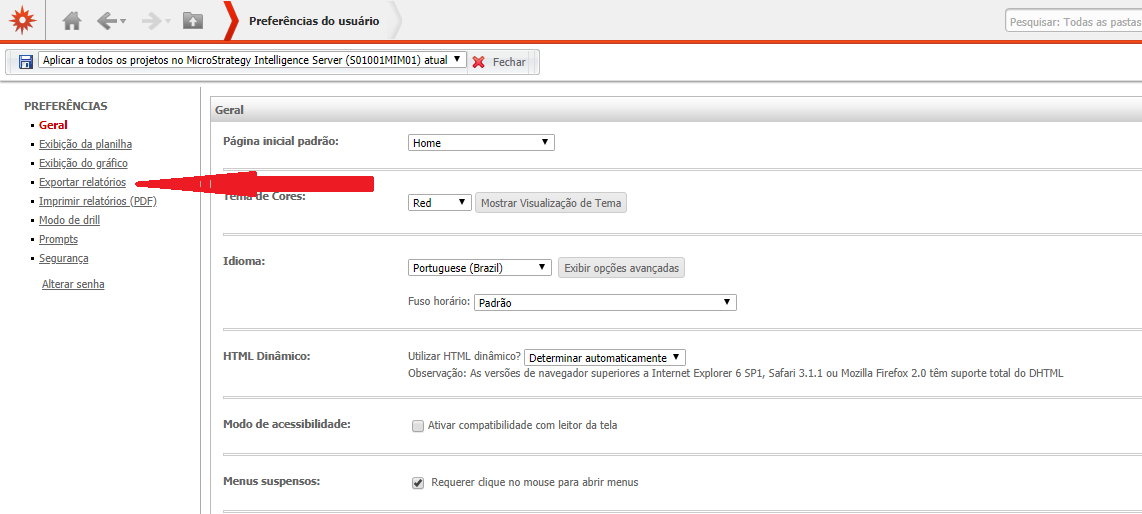 Preferências do usuário
Pesquisar: Todas as pastas
Aplicar a todos os projetos no MicroStrategy Intelligence Server (S01001MIM01) atual
Fechar
PREFERÊNCIAS
Geral
Exibição da planilha
Exibição do gráfico
Exportar relatórios
Imprimir relatórios (PDF)
Modo de drill
Prompts
Segurança
Alterar senha
Geral
Página inicial padrão: Home
Tema de Cores: Red Mostrar Visualização de Tema
Idioma: Portuguese (Brazil) Exibir opções avançadas
Fuso horário: Padrão
HTML Dinâmico: Utilizar HTML dinâmico? Determinar automaticamente
Observação: As versões de navegador superiores a Internet Explorer 6 SP1, Safari 3.1.1 ou Mozilla Firefox 2.0 têm suporte total do DHTML
Modo de acessibilidade: Ativar compatibilidade com leitor da tela
Menus suspensos: Requerer clique no mouse para abrir menus